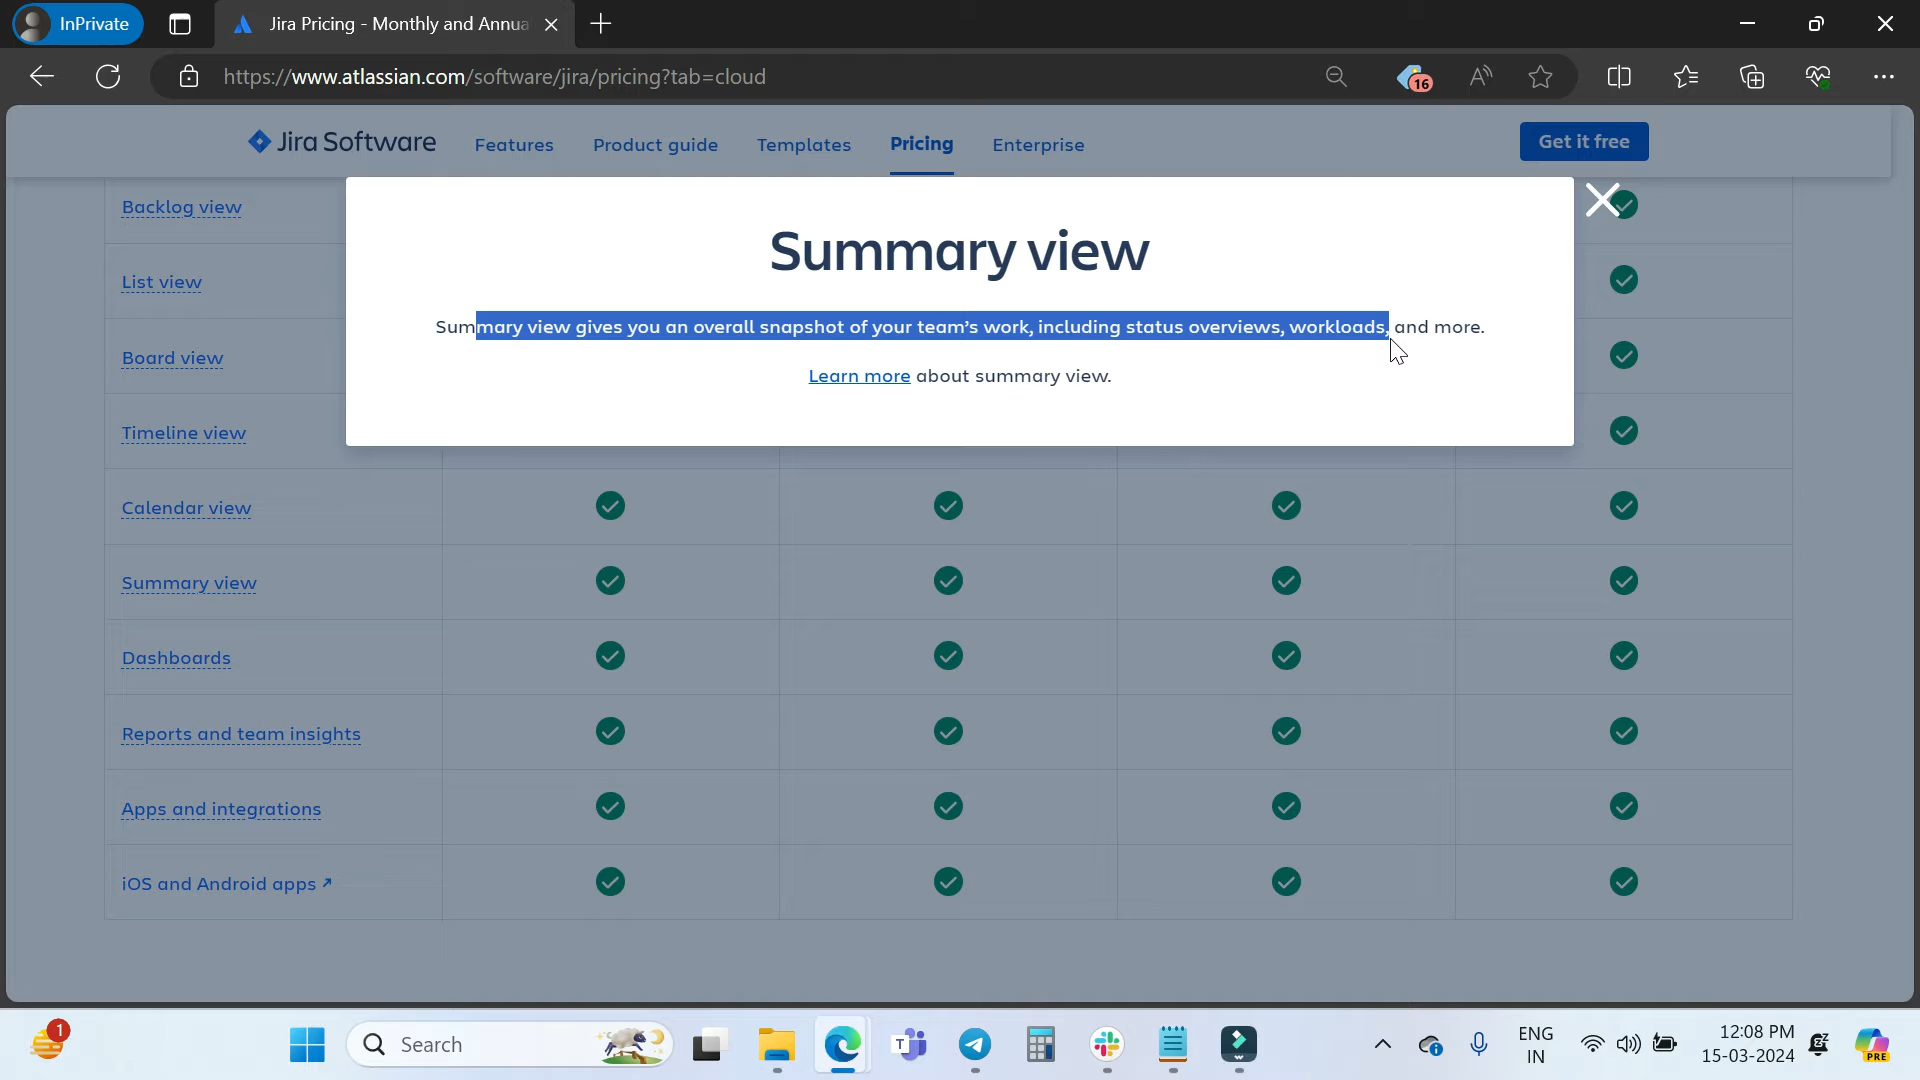 InPrivate
Jira Pricing - Monthly and Annua
https://www.atlassian.com/software/jira/pricing?tab=cloud
16
Jira Software
Features
Product guide
Templates
Pricing
Enterprise
Get it free
Backlog view
List view
Board view
Timeline view
Summary view
Summary view gives you an overall snapshot of your team's work, including status overviews, workloads, and more.
Learn more about summary view.
Calendar view
Summary view
Dashboards
Reports and team insights
Apps and integrations
iOS and Android apps ↗
1
Search
T
ENG
IN
12:08 PM
15-03-2024
PRE